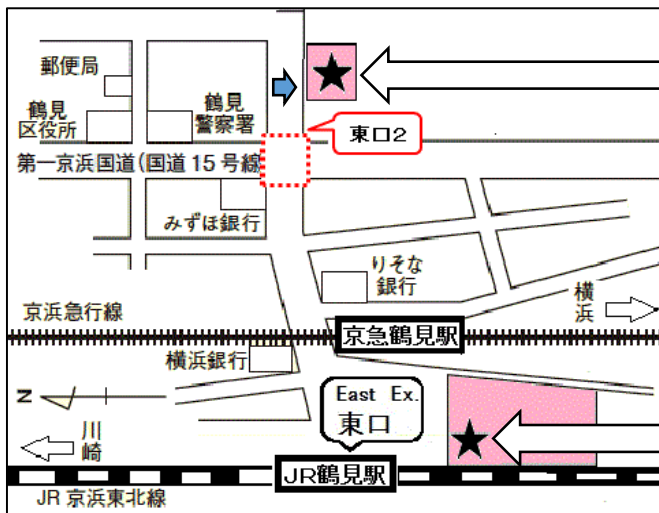 郵便局
鶴見
区役所
鶴見
警察署
東口2
第一京浜国道(国道15号線
みずほ銀行
りそな
銀行
横
浜
京浜急行線
京急鶴見駅
横浜銀行
N
East Ex.
東口
川
崎
JR鶴見駅
JR京浜東北線